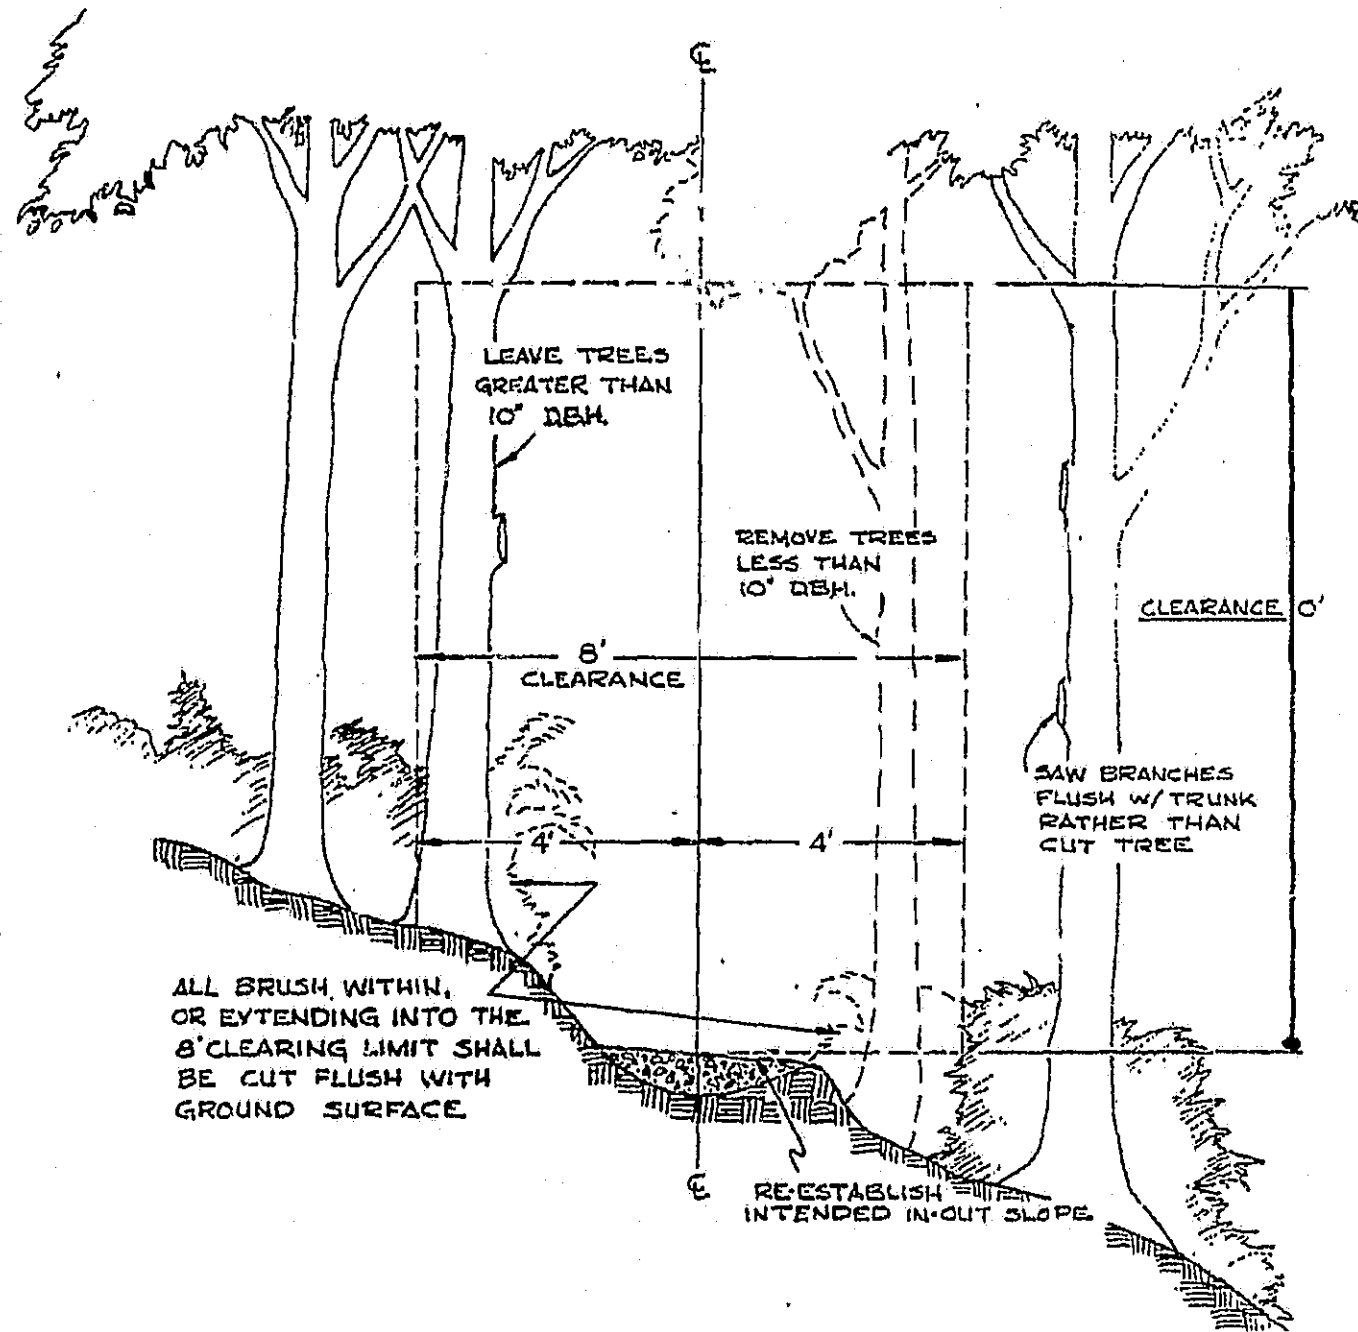 ℄
LEAVE TREES
GREATER THAN
10" DBH.
REMOVE TREES
LESS THAN
10" DBH.
CLEARANCE 0'
8'
CLEARANCE
SAW BRANCHES
FLUSH W/ TRUNK
RATHER THAN
CUT TREE
4'
4'
ALL BRUSH, WITHIN,
OR EXTENDING INTO THE
8' CLEARING LIMIT SHALL
BE CUT FLUSH WITH
GROUND SURFACE
℄
RE-ESTABLISH
INTENDED IN-OUT SLOPE